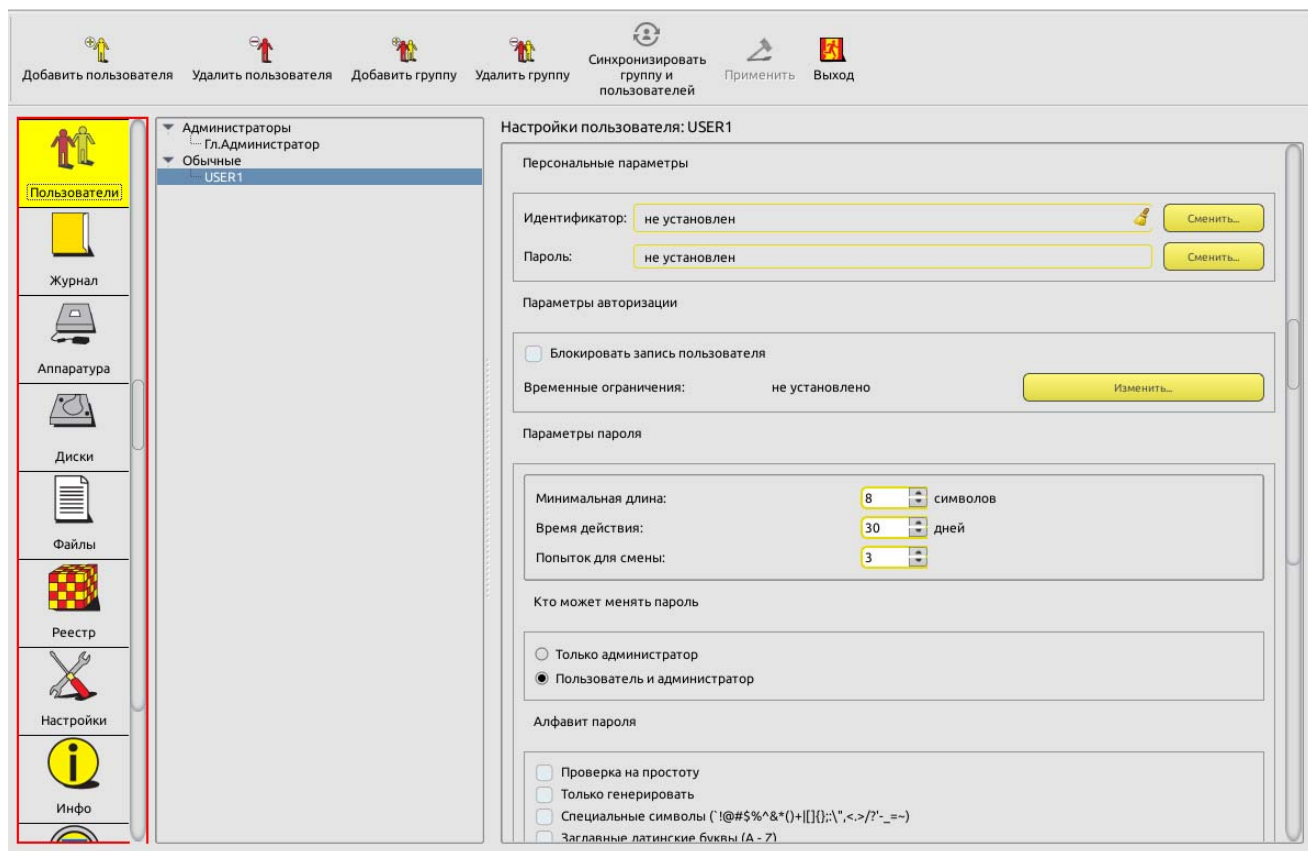 Добавить пользователя
Удалить пользователя
Добавить группу
Удалить группу
Синхронизировать
группу и
пользователей
Применить
Выход
Пользователи
Журнал
Аппаратура
Диски
Файлы
Реестр
Настройки
Инфо
Администраторы
Гл.Администратор
Обычные
USER1
Настройки пользователя: USER1
Персональные параметры
Идентификатор: не установлен Сменить...
Пароль: не установлен Сменить...
Параметры авторизации
Блокировать запись пользователя
Временные ограничения: не установлено Изменить...
Параметры пароля
Минимальная длина: 8 символов
Время действия: 30 дней
Попыток для смены: 3
Кто может менять пароль
Только администратор
Пользователь и администратор
Алфавит пароля
Проверка на простоту
Только генерировать
Специальные символы (`!@#$%^&*()+|[]{};:\",<.>/?'-_=~)
Заглавные латинские буквы (A - Z)